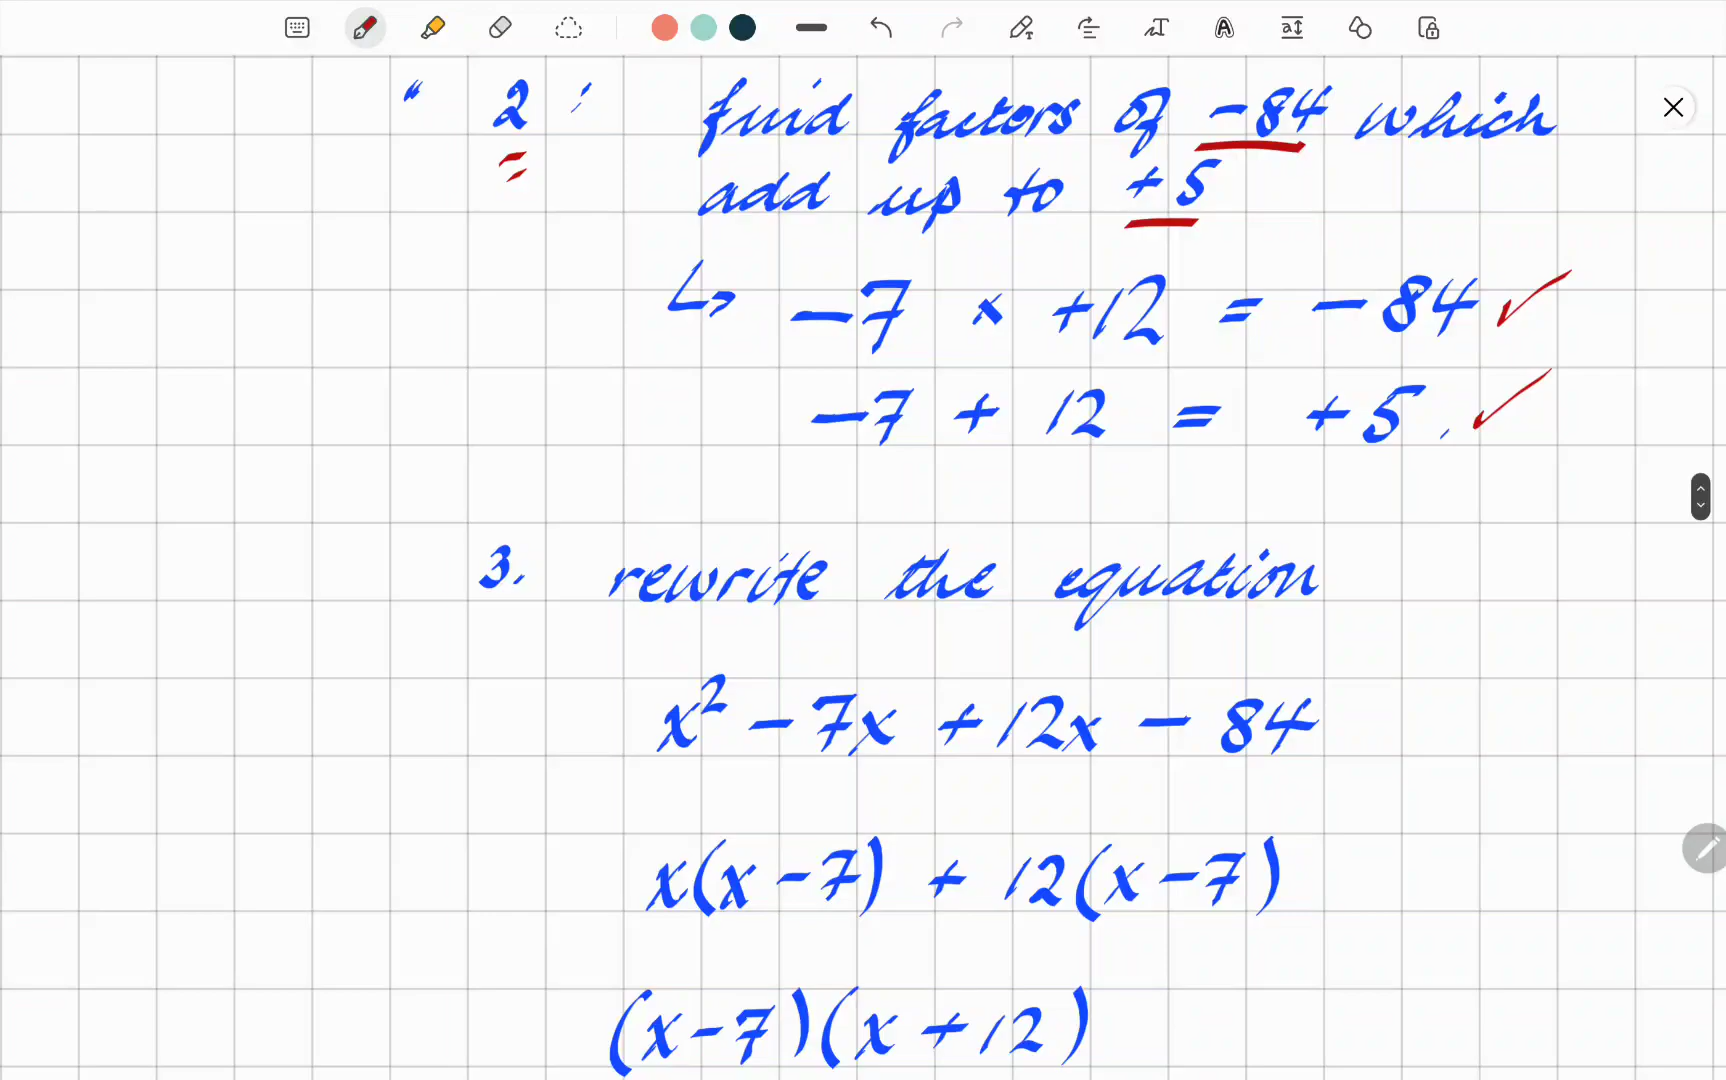 " 2 : find factors of -84 which
add up to +5
↳ -7 × +12 = -84 ✓
-7 + 12 = +5. ✓
3. rewrite the equation
x² - 7x + 12x - 84
x(x - 7) + 12(x - 7)
(x - 7)(x + 12)